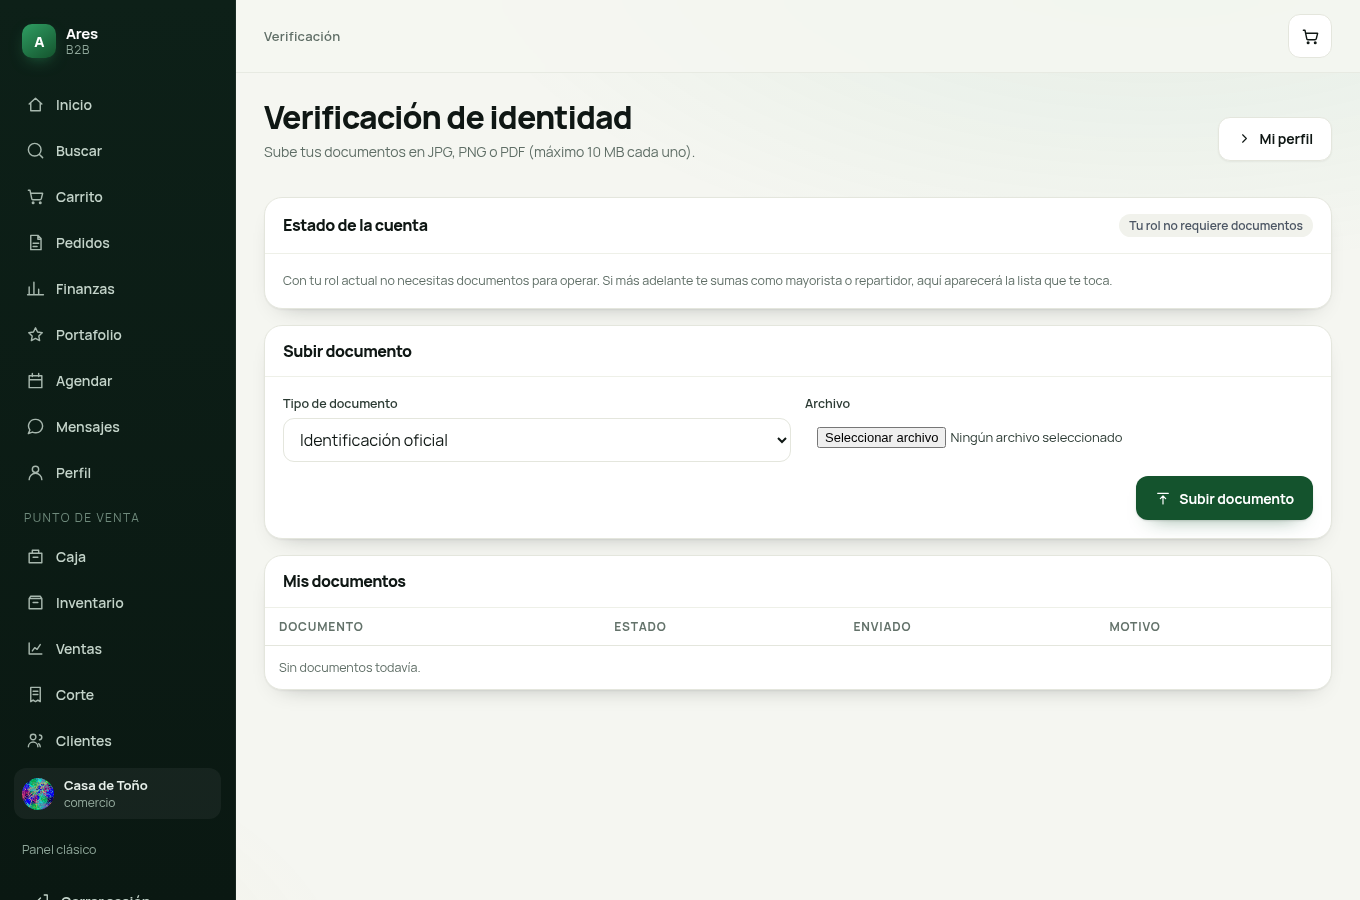 A
Ares
B2B
Inicio
Buscar
Carrito
Pedidos
Finanzas
Portafolio
Agendar
Mensajes
Perfil
PUNTO DE VENTA
Caja
Inventario
Ventas
Corte
Clientes
Casa de Toño
comercio
Panel clásico
Verificación
Verificación de identidad
Sube tus documentos en JPG, PNG o PDF (máximo 10 MB cada uno).
Mi perfil
Estado de la cuenta
Tu rol no requiere documentos
Con tu rol actual no necesitas documentos para operar. Si más adelante te sumas como mayorista o repartidor, aquí aparecerá la lista que te toca.
Subir documento
Tipo de documento
Archivo
Identificación oficial
Seleccionar archivo Ningún archivo seleccionado
Subir documento
Mis documentos
DOCUMENTO ESTADO ENVIADO MOTIVO
Sin documentos todavía.